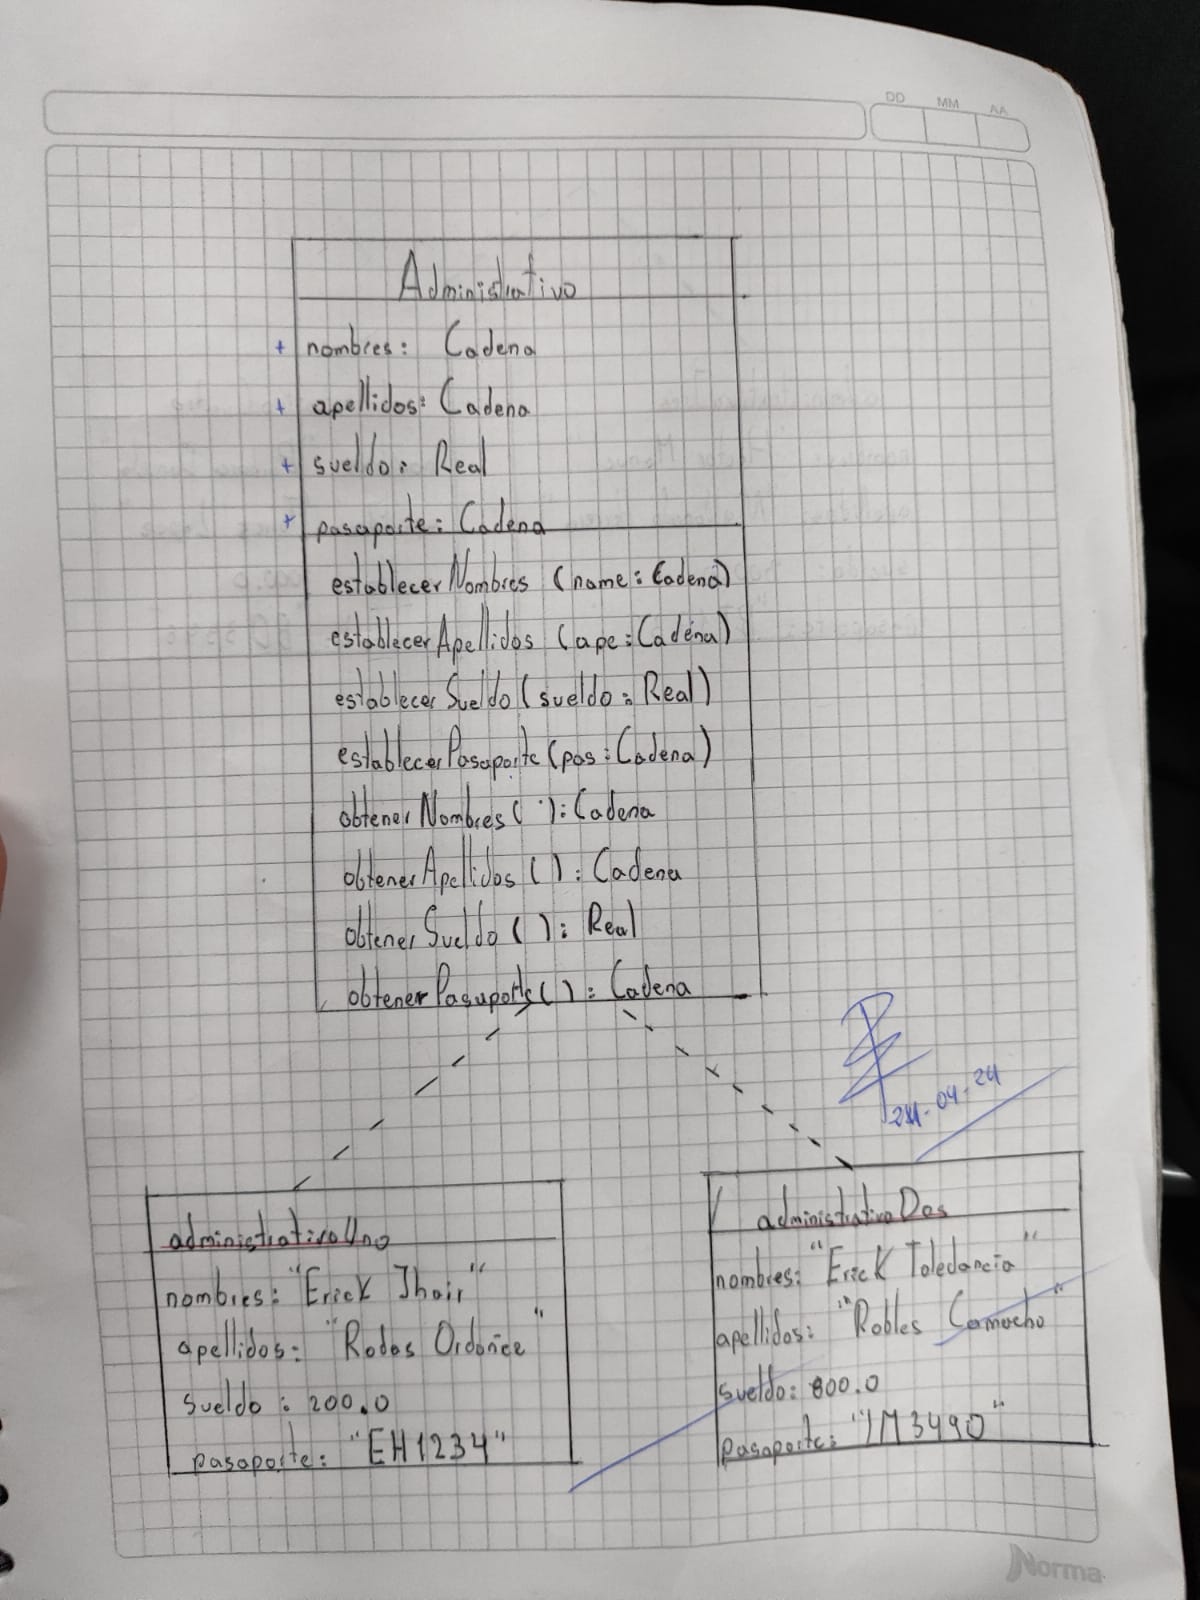 DD MM AA
Administrativo
+ nombres: Cadena
+ apellidos: Cadena
+ sueldo: Real
+ pasaporte: Cadena
establecerNombres (name: Cadena)
establecerApellidos (ape: Cadena)
establecerSueldo (sueldo: Real)
establecerPasaporte (pas: Cadena)
obtenerNombres( ): Cadena
obtenerApellidos ( ): Cadena
obtenerSueldo ( ): Real
obtenerPasaporte( ): Cadena
24-04-24
administrativoUno
nombres: "Erick Jhair"
apellidos: "Rodas Ordoñce"
sueldo: 200.0
pasaporte: "EH1234"
administrativoDos
nombres: "Erick Toledancia"
apellidos: "Robles Camacho"
sueldo: 800.0
pasaporte: "IM3490"
Norma